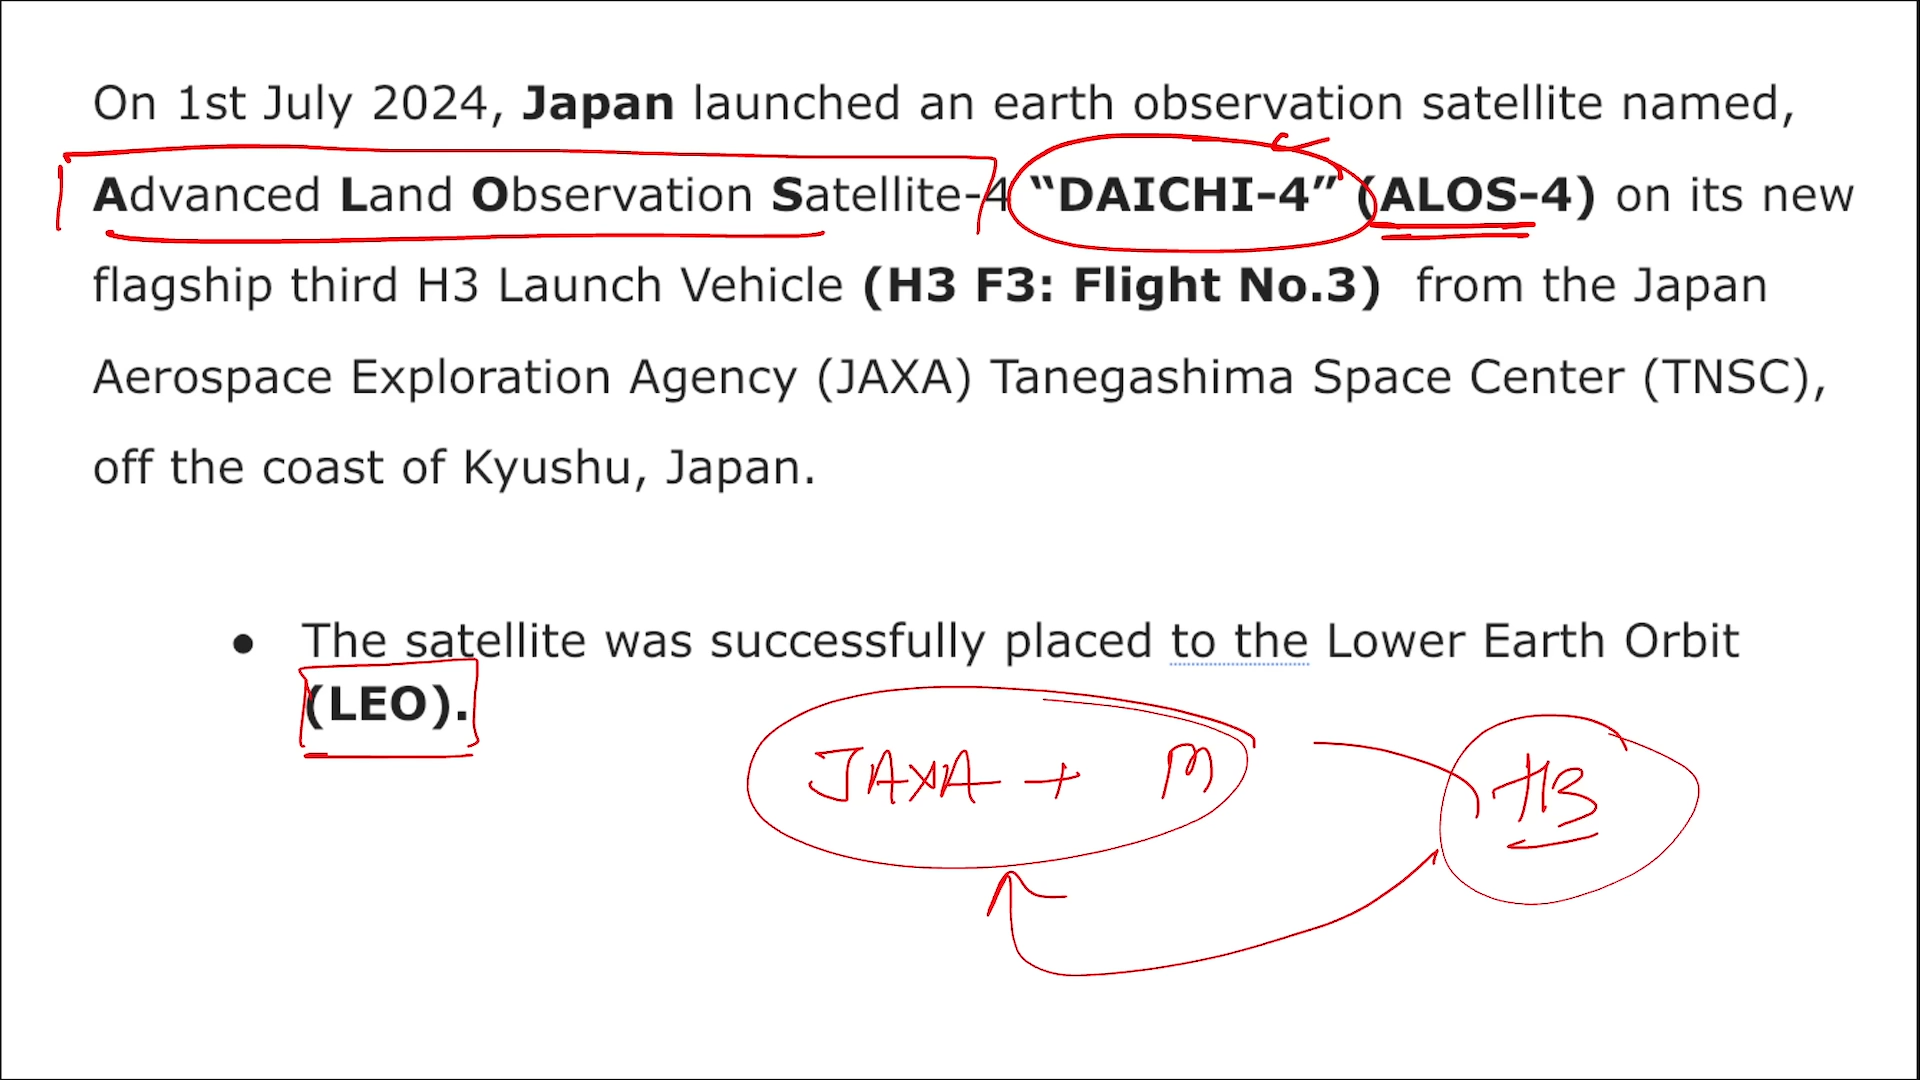 On 1st July 2024, Japan launched an earth observation satellite named,
Advanced Land Observation Satellite-4 “DAICHI-4” (ALOS-4) on its new
flagship third H3 Launch Vehicle (H3 F3: Flight No.3) from the Japan
Aerospace Exploration Agency (JAXA) Tanegashima Space Center (TNSC),
off the coast of Kyushu, Japan.
● The satellite was successfully placed to the Lower Earth Orbit
(LEO).
JAXA + M
H3